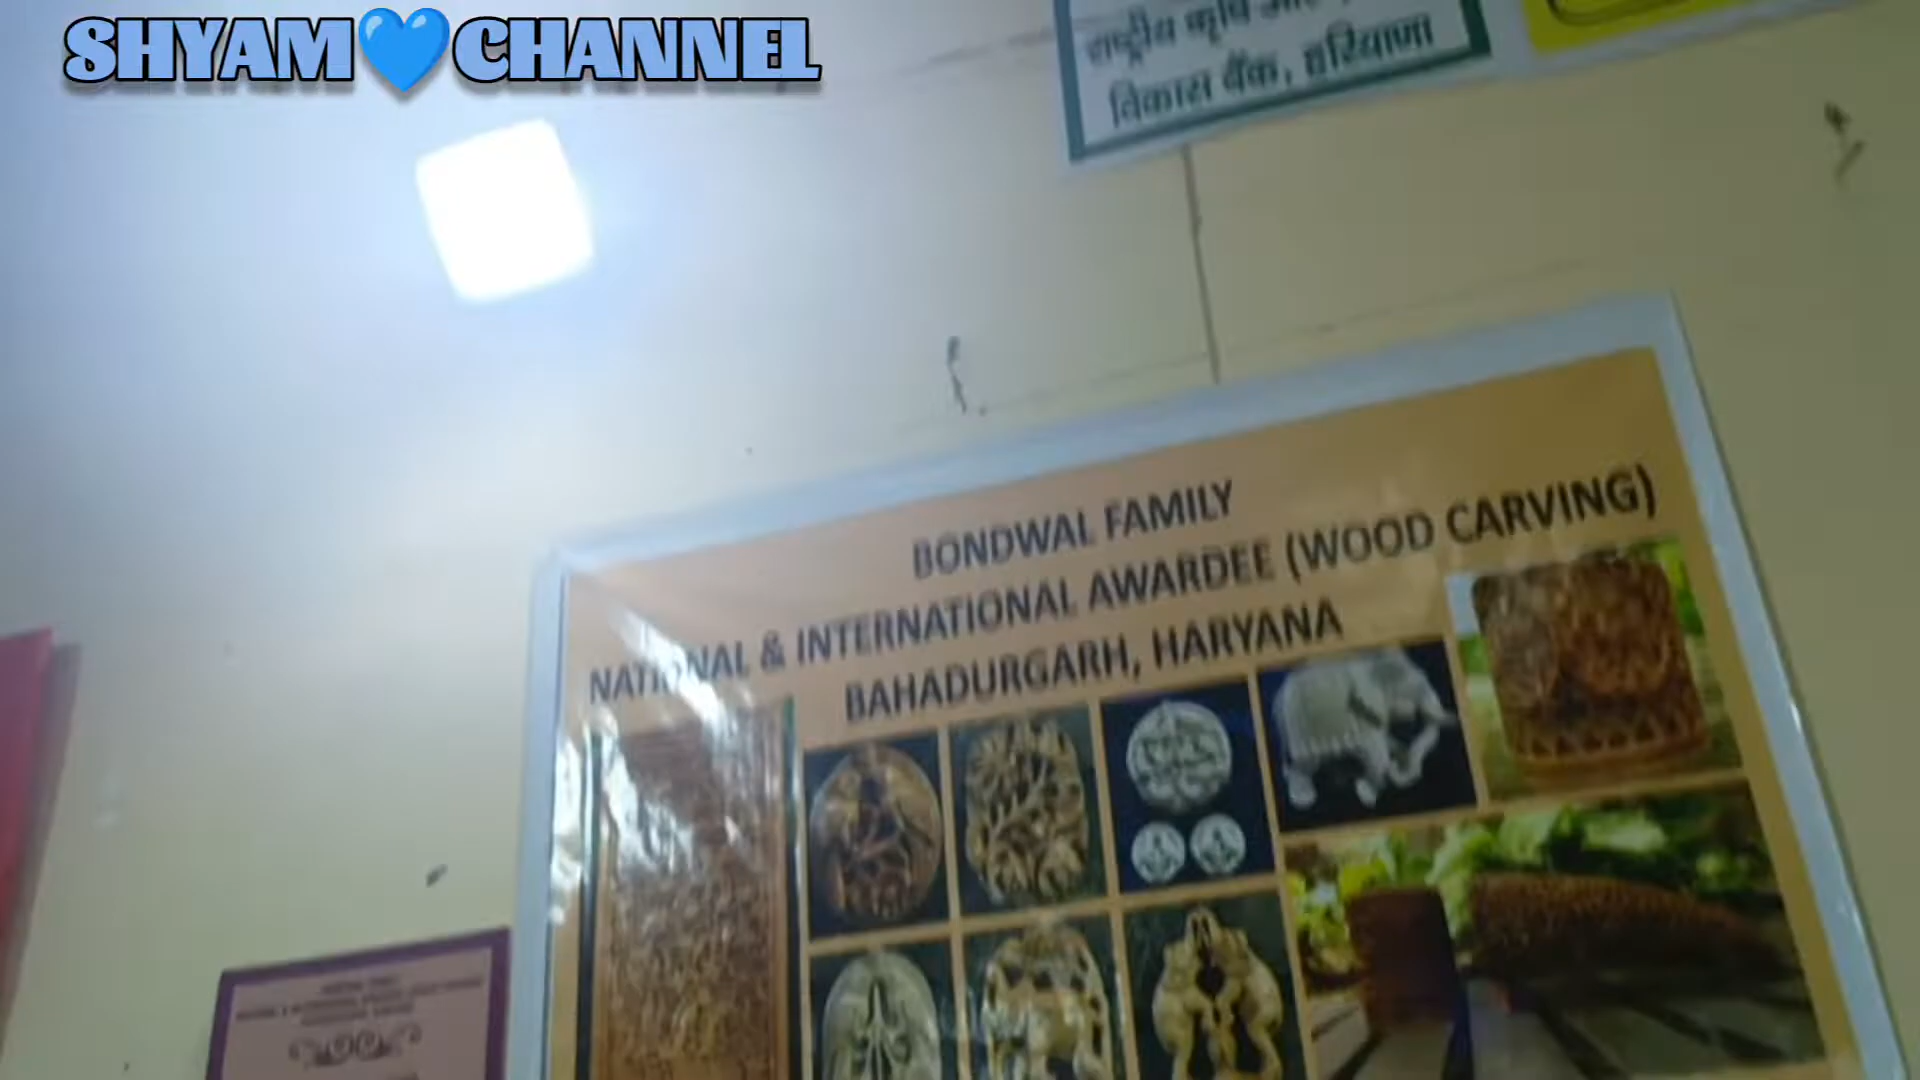 SHYAM💙CHANNEL
राष्ट्रीय कृषि
विकास बैंक, हरियाणा
BONDWAL FAMILY
NATIONAL & INTERNATIONAL AWARDEE (WOOD CARVING)
BAHADURGARH, HARYANA